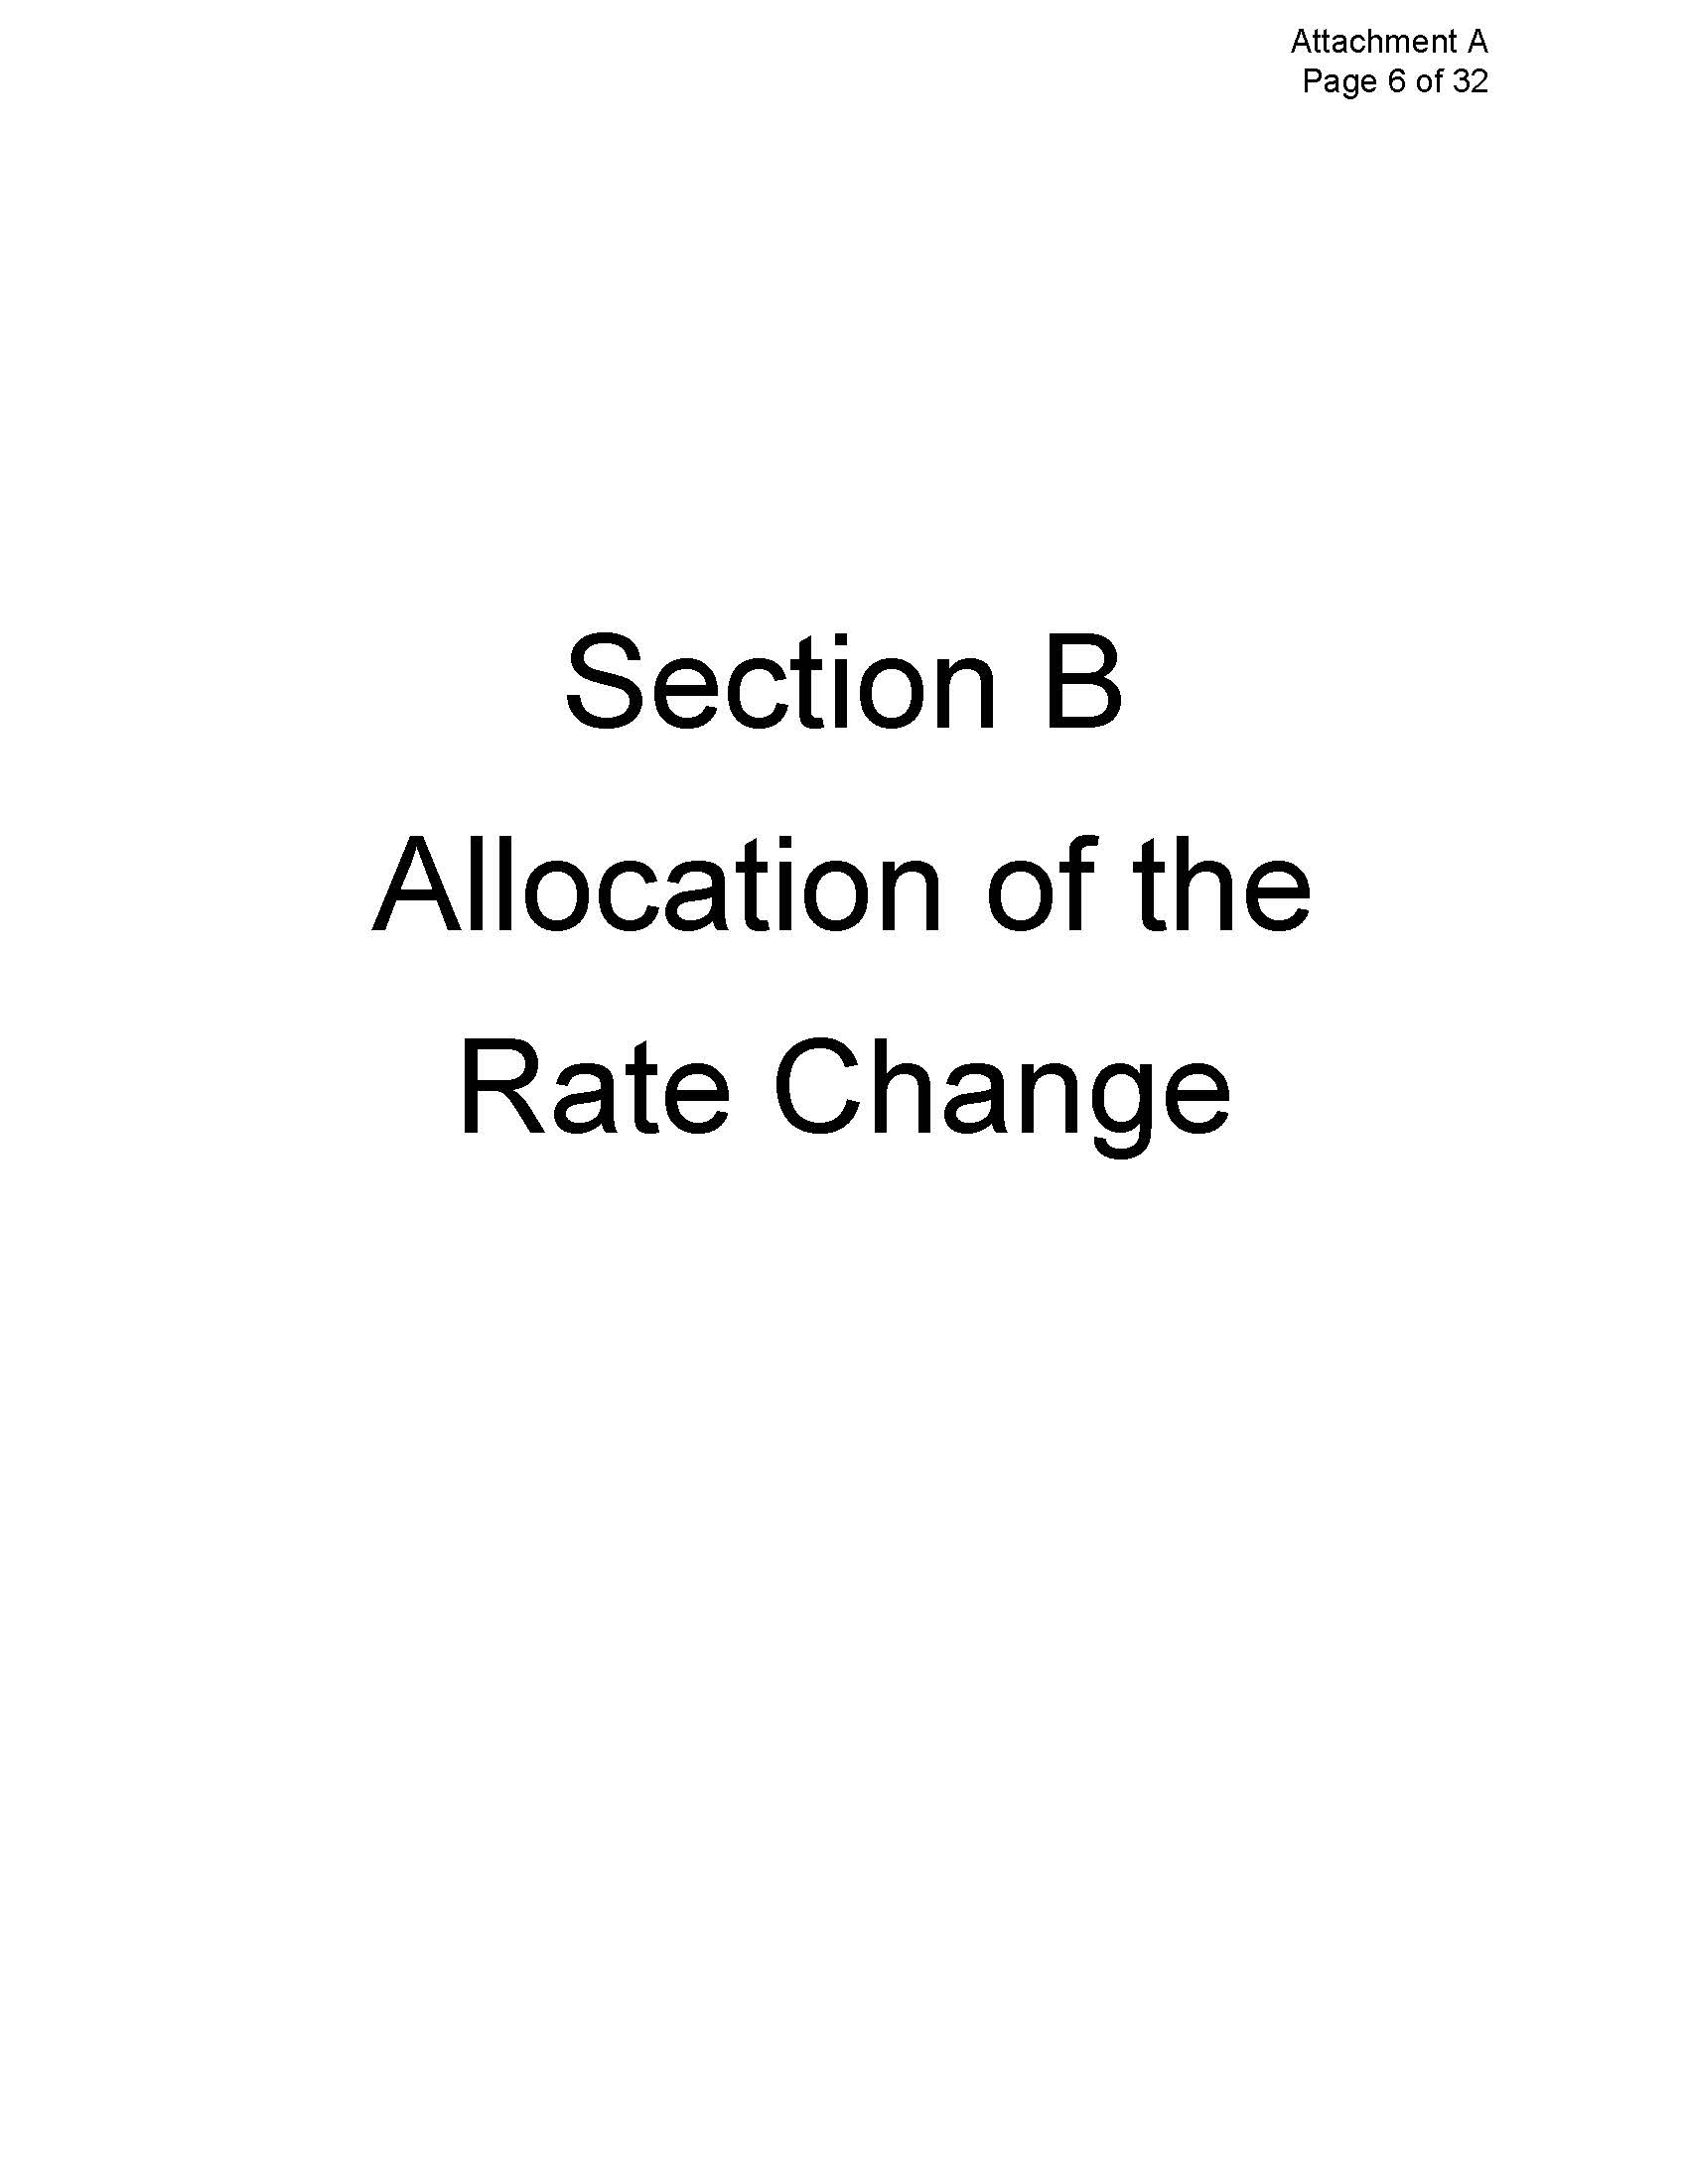 Attachment A
Page 6 of 32
Section B
Allocation of the
Rate Change